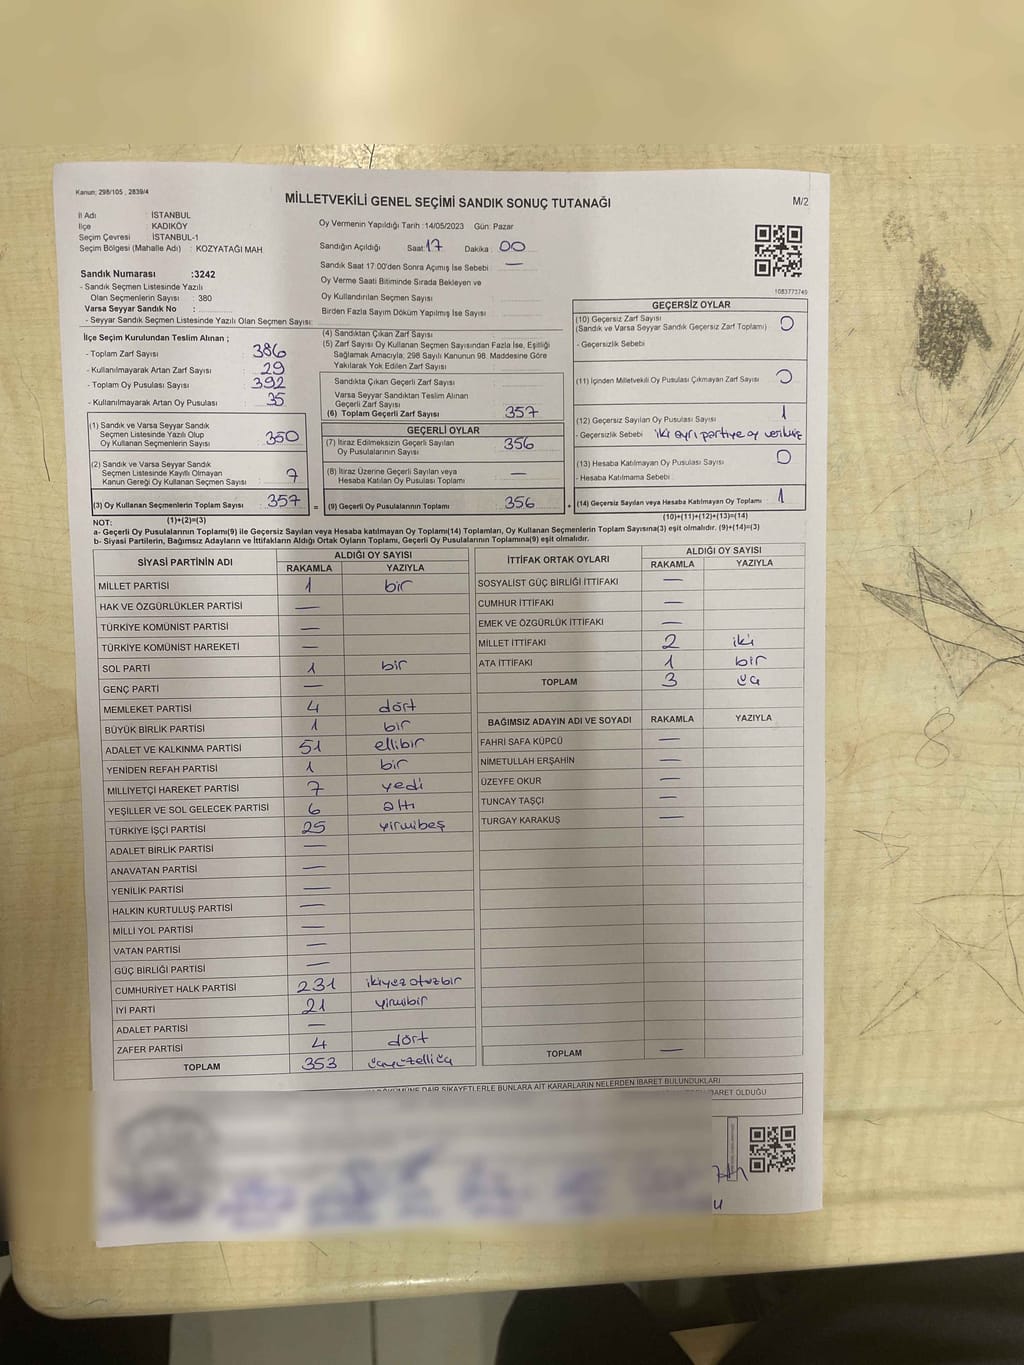 Kanun; 298/105 , 2839/4
MİLLETVEKİLİ GENEL SEÇİMİ SANDIK SONUÇ TUTANAĞI
M/2
İl Adı : İSTANBUL
İlçe : KADIKÖY
Seçim Çevresi : İSTANBUL-1
Seçim Bölgesi (Mahalle Adı) : KOZYATAĞI MAH
Sandık Numarası :3242
- Sandık Seçmen Listesinde Yazılı
Olan Seçmenlerin Sayısı : 380
Varsa Seyyar Sandık No :
- Seyyar Sandık Seçmen Listesinde Yazılı Olan Seçmen Sayısı:
Oy Vermenin Yapıldığı Tarih :14/05/2023 Gün: Pazar
Sandığın Açıldığı Saat: 17 Dakika : 00
Sandık Saat 17:00'den Sonra Açımış İse Sebebi : —
Oy Verme Saati Bitiminde Sırada Bekleyen ve
Oy Kullandırılan Seçmen Sayısı :
Birden Fazla Sayım Döküm Yapılmış İse Sayısı :
1083773749
İlçe Seçim Kurulundan Teslim Alınan ;
- Toplam Zarf Sayısı : 386
- Kullanılmayarak Artan Zarf Sayısı : 29
- Toplam Oy Pusulası Sayısı : 392
- Kullanılmayarak Artan Oy Pusulası : 35
(1) Sandık ve Varsa Seyyar Sandık
Seçmen Listesinde Yazılı Olup
Oy Kullanan Seçmenlerin Sayısı : 350
(2) Sandık ve Varsa Seyyar Sandık
Seçmen Listesinde Kayıtlı Olmayan
Kanun Gereği Oy Kullanan Seçmen Sayısı : 7
(3) Oy Kullanan Seçmenlerin Toplam Sayısı : 357
(1)+(2)=(3)
(4) Sandıktan Çıkan Zarf Sayısı :
(5) Zarf Sayısı Oy Kullanan Seçmen Sayısından Fazla İse, Eşitliği
Sağlamak Amacıyla; 298 Sayılı Kanunun 98. Maddesine Göre
Yakılarak Yok Edilen Zarf Sayısı :
Sandıkta Çıkan Geçerli Zarf Sayısı :
Varsa Seyyar Sandıktan Teslim Alınan
Geçerli Zarf Sayısı :
(6) Toplam Geçerli Zarf Sayısı : 357
GEÇERLİ OYLAR
(7) İtiraz Edilmeksizin Geçerli Sayılan
Oy Pusulalarının Sayısı : 356
(8) İtiraz Üzerine Geçerli Sayılan veya
Hesaba Katılan Oy Pusulası Toplamı : —
= (9) Geçerli Oy Pusulalarının Toplamı : 356 +
GEÇERSİZ OYLAR
(10) Geçersiz Zarf Sayısı : 0
(Sandık ve Varsa Seyyar Sandık Geçersiz Zarf Toplamı)
- Geçersizlik Sebebi :
(11) İçinden Milletvekili Oy Pusulası Çıkmayan Zarf Sayısı : 0
(12) Geçersiz Sayılan Oy Pusulası Sayısı : 1
- Geçersizlik Sebebi : iki ayrı partiye oy
(13) Hesaba Katılmayan Oy Pusulası Sayısı : 0
- Hesaba Katılmama Sebebi :
(14) Geçersiz Sayılan veya Hesaba Katılmayan Oy Toplamı : 1
(10)+(11)+(12)+(13)=(14)
NOT:
a- Geçerli Oy Pusulalarının Toplamı(9) ile Geçersiz Sayılan veya Hesaba katılmayan Oy Toplamı(14) Toplamları, Oy Kullanan Seçmenlerin Toplam Sayısına(3) eşit olmalıdır. (9)+(14)=(3)
b- Siyasi Partilerin, Bağımsız Adayların ve İttifakların Aldığı Ortak Oyların Toplamı, Geçerli Oy Pusulalarının Toplamına(9) eşit olmalıdır.
SİYASİ PARTİNİN ADI ALDIĞI OY SAYISI
RAKAMLA YAZIYLA
MİLLET PARTİSİ 1 bir
HAK VE ÖZGÜRLÜKLER PARTİSİ —
TÜRKİYE KOMÜNİST PARTİSİ —
TÜRKİYE KOMÜNİST HAREKETİ —
SOL PARTİ 1 bir
GENÇ PARTİ —
MEMLEKET PARTİSİ 4 dört
BÜYÜK BİRLİK PARTİSİ 1 bir
ADALET VE KALKINMA PARTİSİ 51 ellibir
YENİDEN REFAH PARTİSİ 1 bir
MİLLİYETÇİ HAREKET PARTİSİ 7 yedi
YEŞİLLER VE SOL GELECEK PARTİSİ 6 altı
TÜRKİYE İŞÇİ PARTİSİ 25 yirmibeş
ADALET BİRLİK PARTİSİ —
ANAVATAN PARTİSİ —
YENİLİK PARTİSİ —
HALKIN KURTULUŞ PARTİSİ —
MİLLİ YOL PARTİSİ —
VATAN PARTİSİ —
GÜÇ BİRLİĞİ PARTİSİ —
CUMHURİYET HALK PARTİSİ 231 ikiyüzotuzbir
İYİ PARTİ 21 yirmibir
ADALET PARTİSİ —
ZAFER PARTİSİ 4 dört
TOPLAM 353 üçyüzelliüç
İTTİFAK ORTAK OYLARI ALDIĞI OY SAYISI
RAKAMLA YAZIYLA
SOSYALİST GÜÇ BİRLİĞİ İTTİFAKI —
CUMHUR İTTİFAKI —
EMEK VE ÖZGÜRLÜK İTTİFAKI —
MİLLET İTTİFAKI 2 iki
ATA İTTİFAKI 1 bir
TOPLAM 3 üç
BAĞIMSIZ ADAYIN ADI VE SOYADI RAKAMLA YAZIYLA
FAHRİ SAFA KÜPCÜ —
NİMETULLAH ERŞAHİN —
ÜZEYFE OKUR —
TUNCAY TAŞÇI —
TURGAY KARAKUŞ —
TOPLAM —
DAİR ŞİKAYETLERLE BUNLARA AİT KARARLARIN NELERDEN İBARET BULUNDUKLARI
İBARET OLDUĞU